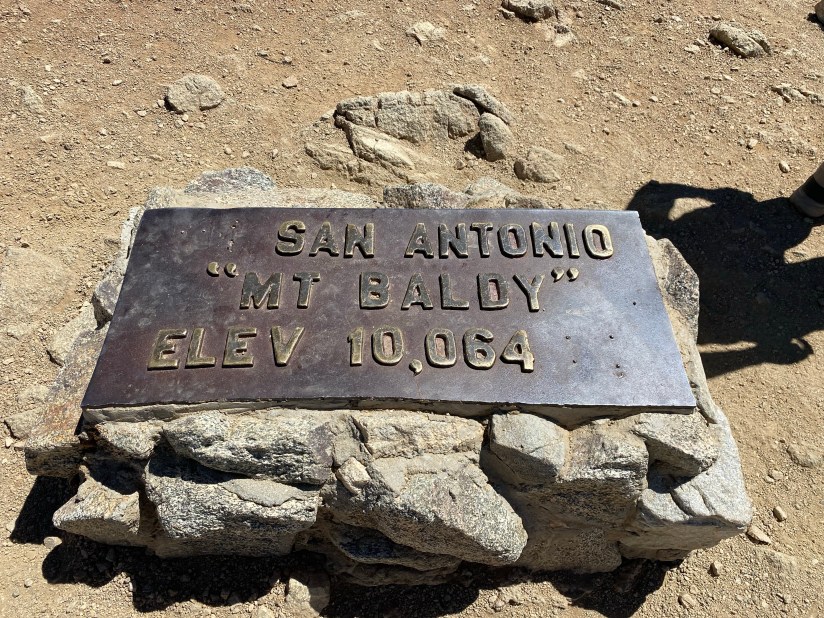 SAN ANTONIO
"MT BALDY"
ELEV 10,064